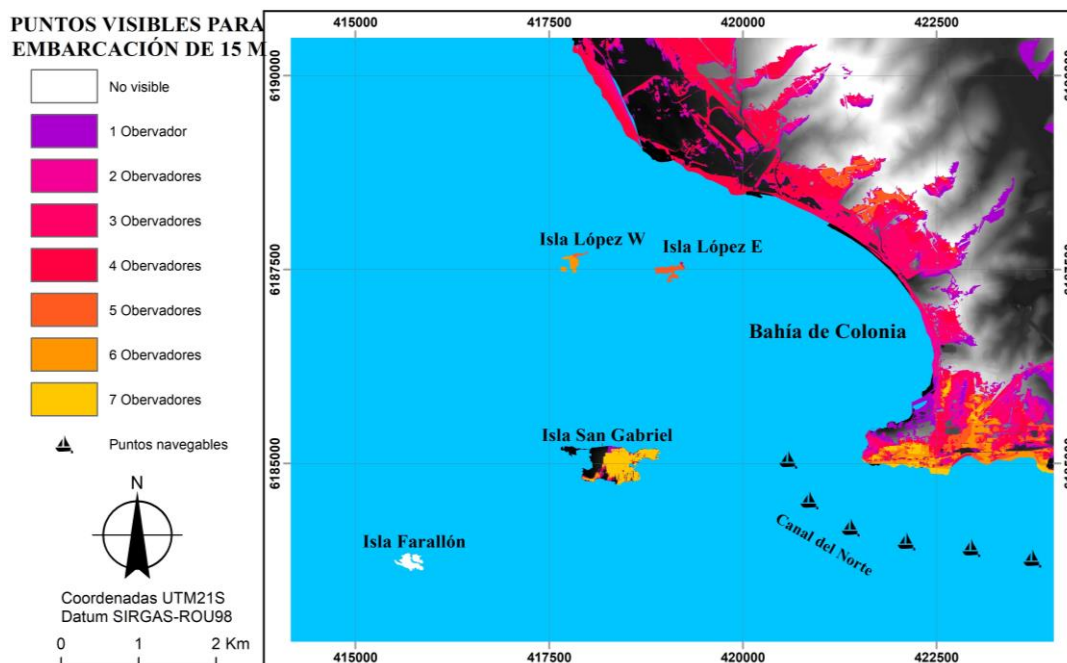 PUNTOS VISIBLES PARA
EMBARCACIÓN DE 15 M
No visible
1 Obervador
2 Obervadores
3 Obervadores
4 Obervadores
5 Obervadores
6 Obervadores
7 Obervadores
Puntos navegables
N
Coordenadas UTM21S
Datum SIRGAS-ROU98
0 1 2 Km
415000 417500 420000 422500
6190000 6190000
Isla López W Isla López E
6187500 6187500
Bahía de Colonia
Isla San Gabriel
6185000 6185000
Canal del Norte
Isla Farallón
415000 417500 420000 422500